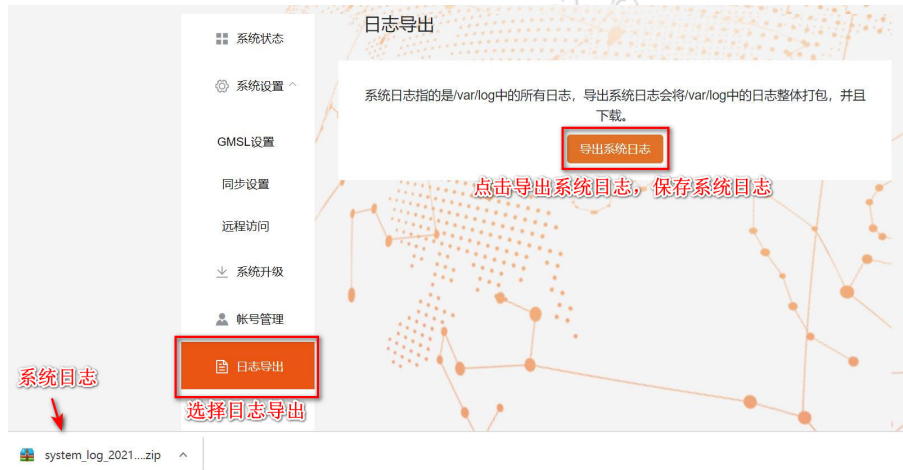 日志导出
系统状态
系统设置
系统日志指的是/var/log中的所有日志，导出系统日志会将/var/log中的日志整体打包，并且
下载。
GMSL设置
导出系统日志
同步设置
点击导出系统日志，保存系统日志
远程访问
系统升级
帐号管理
日志导出
系统日志
选择日志导出
system_log_2021....zip